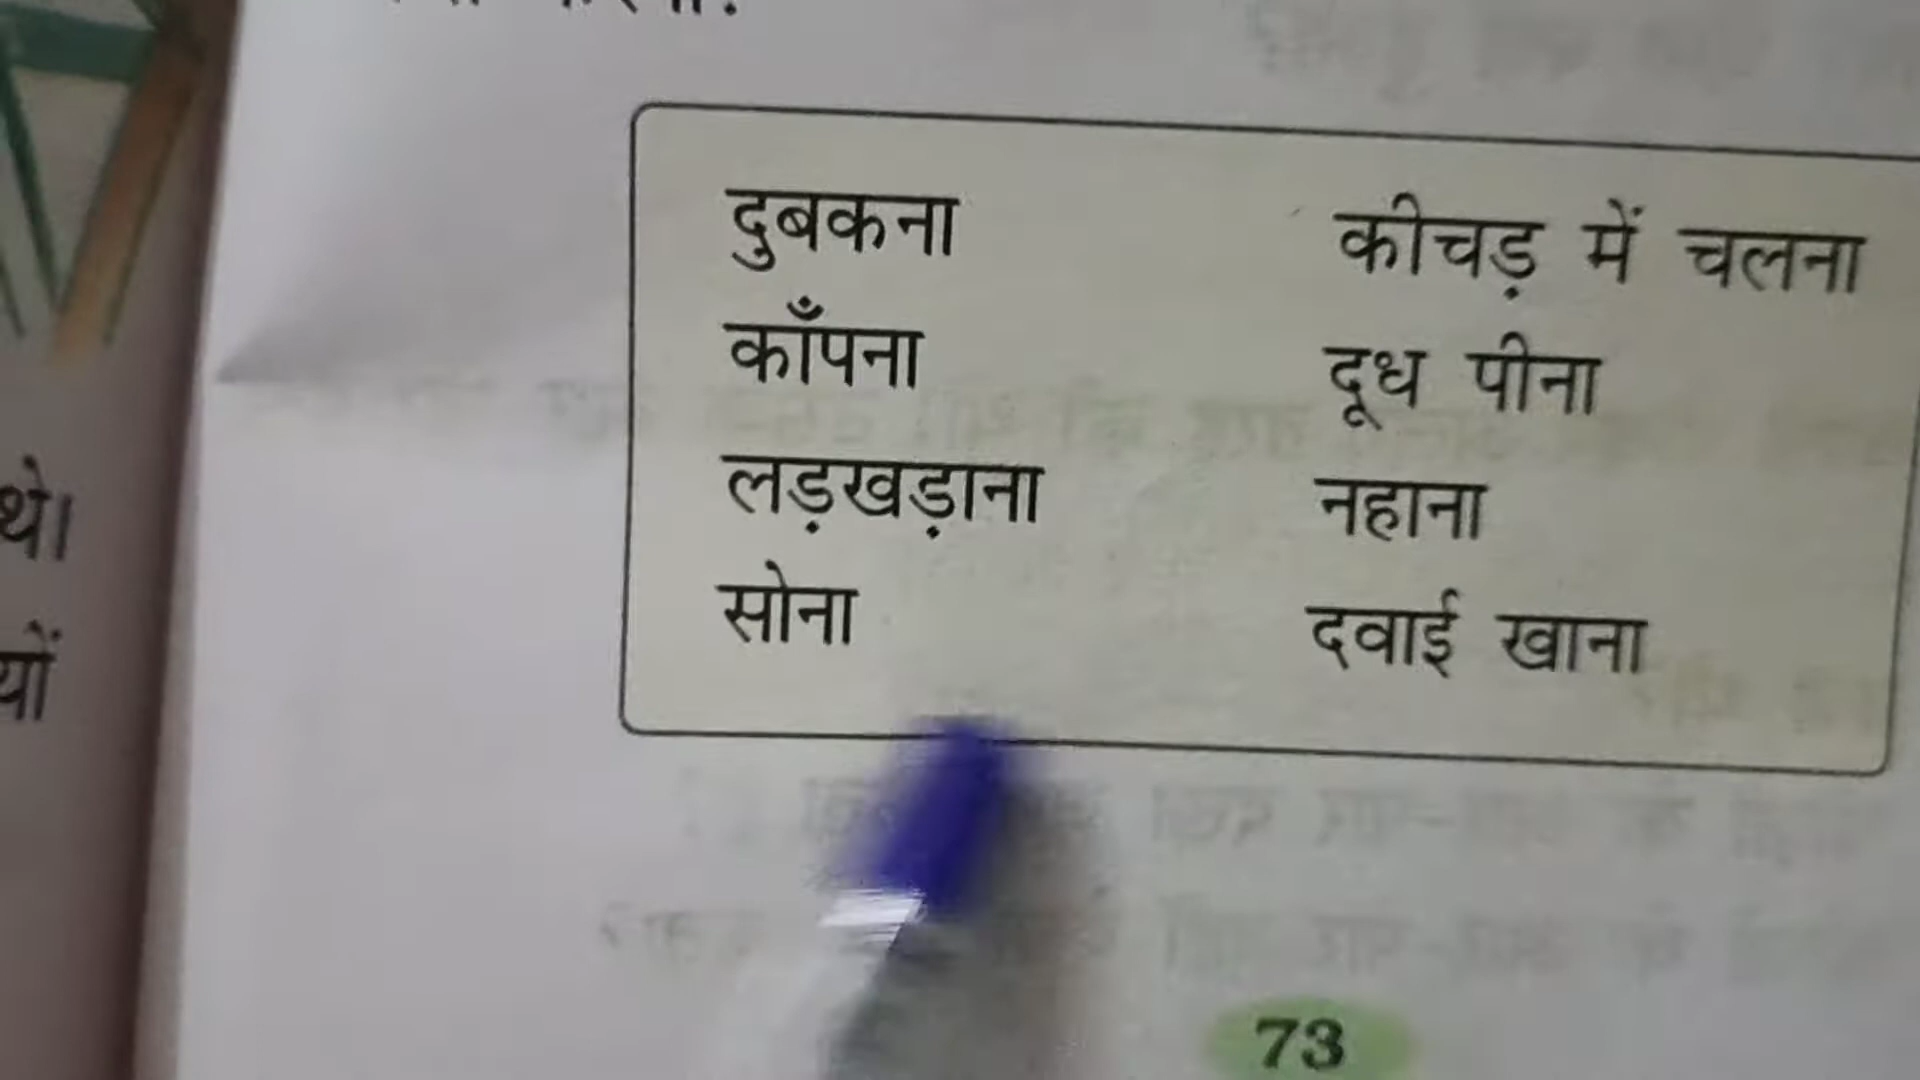 दुबकना
कीचड़ में चलना
काँपना
दूध पीना
लड़खड़ाना
नहाना
सोना
दवाई खाना
थे।
यों
73